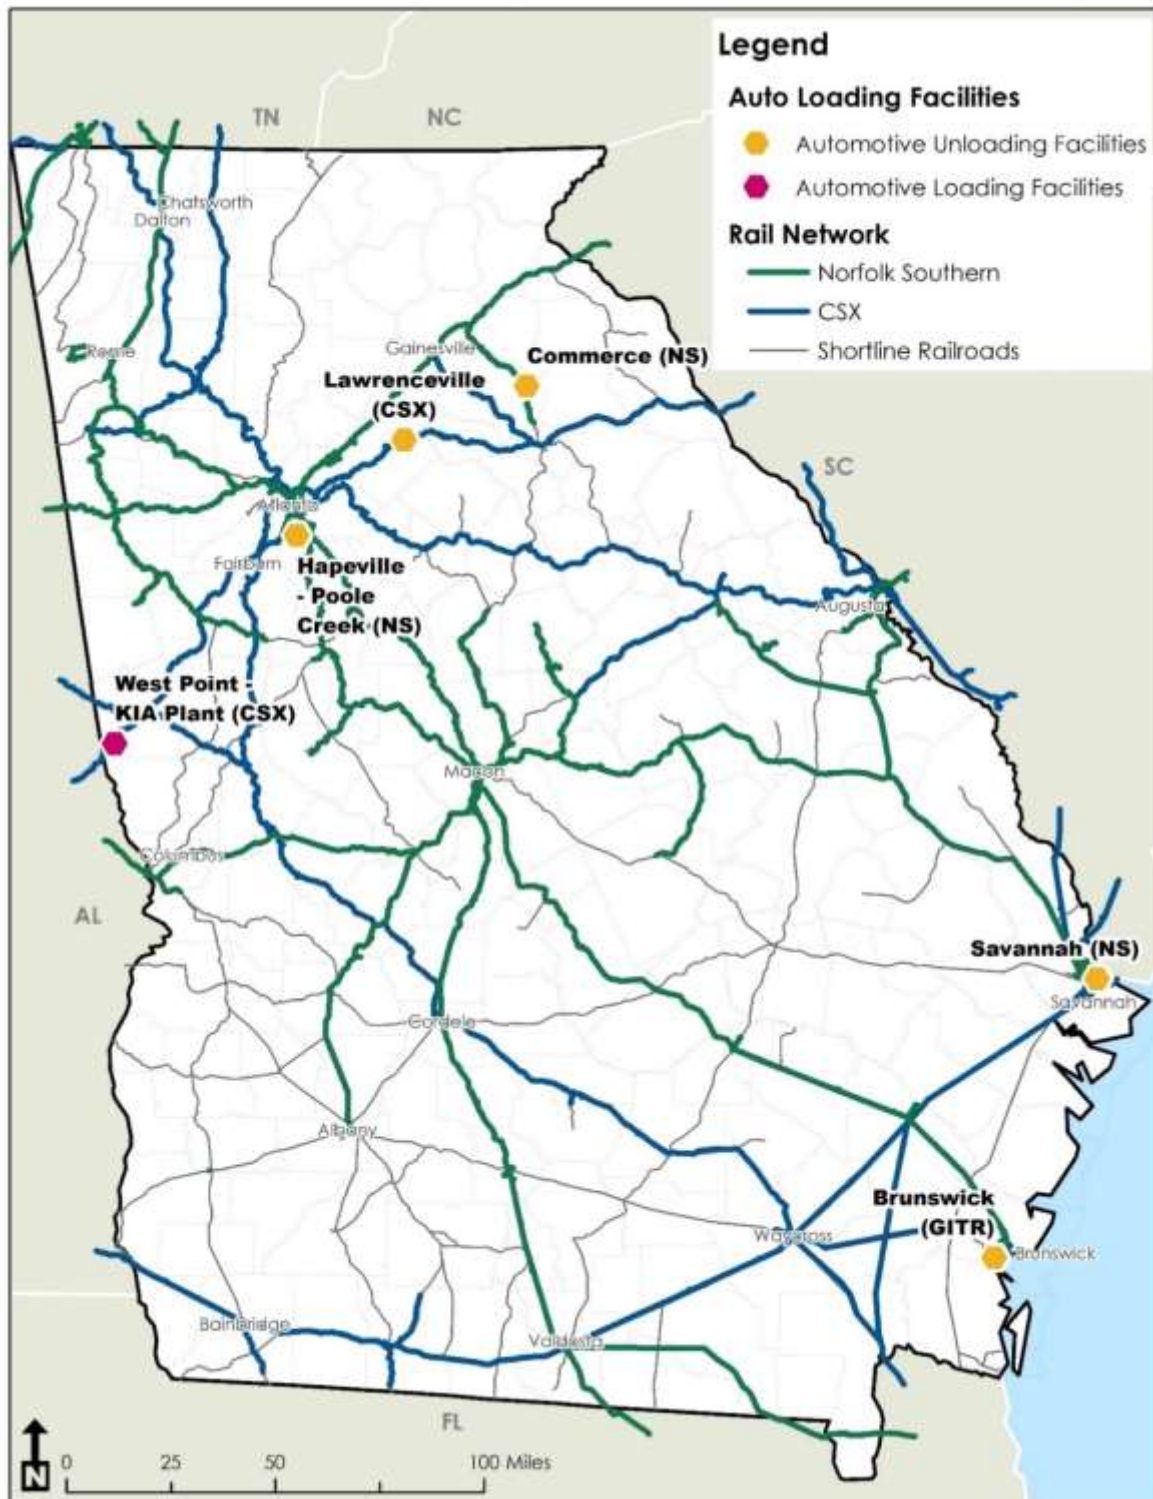 Legend
Auto Loading Facilities
Automotive Unloading Facilities
Automotive Loading Facilities
Rail Network
Norfolk Southern
CSX
Shortline Railroads
TN
NC
Chatsworth
Dalton
Rome
Gainesville
Commerce (NS)
Lawrenceville
(CSX)
SC
Atlanta
Fairburn
Hapeville
- Poole
Creek (NS)
Augusta
West Point -
KIA Plant (CSX)
Macon
Columbus
AL
Savannah (NS)
Savannah
Cordele
Albany
Brunswick
(GITR)
Waycross
Brunswick
Bainbridge
Valdosta
FL
N
0 25 50 100 Miles